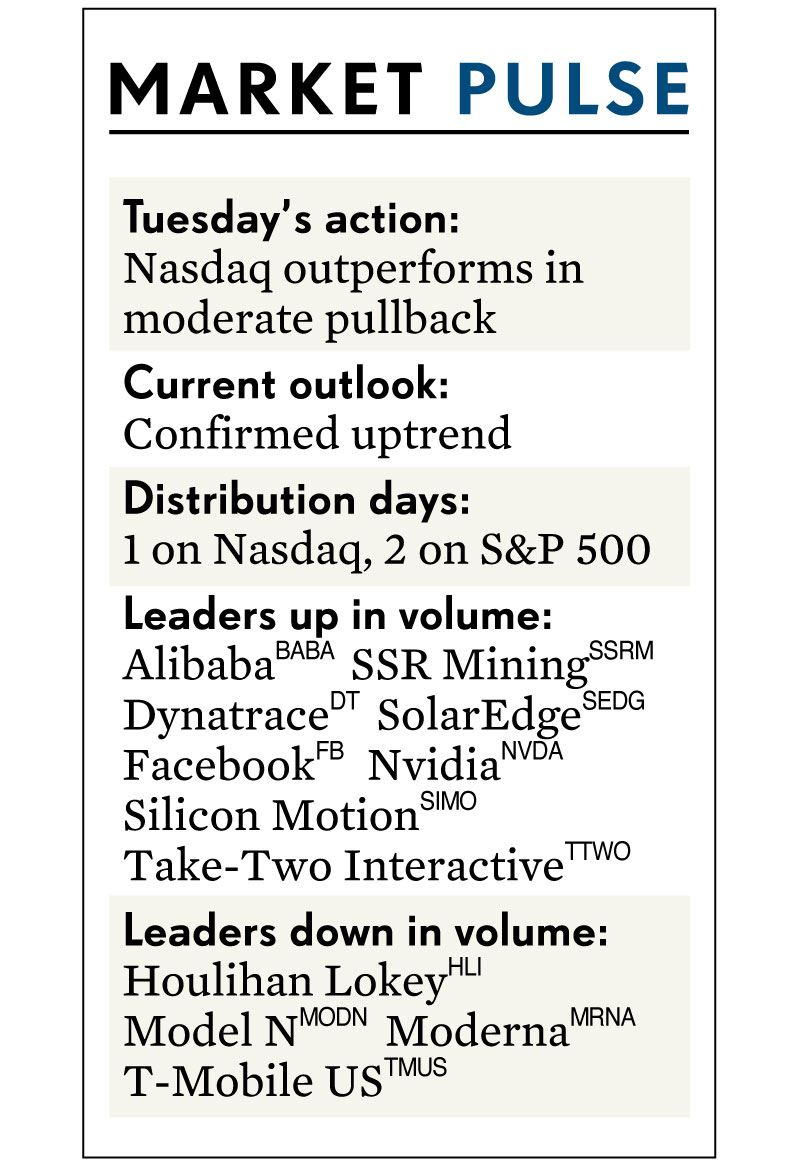 MARKET PULSE
Tuesday’s action:
Nasdaq outperforms in
moderate pullback
Current outlook:
Confirmed uptrend
Distribution days:
1 on Nasdaq, 2 on S&P 500
Leaders up in volume:
Alibaba BABA SSR Mining SSRM
Dynatrace DT SolarEdge SEDG
Facebook FB Nvidia NVDA
Silicon Motion SIMO
Take-Two Interactive TTWO
Leaders down in volume:
Houlihan Lokey HLI
Model N MODN Moderna MRNA
T-Mobile US TMUS